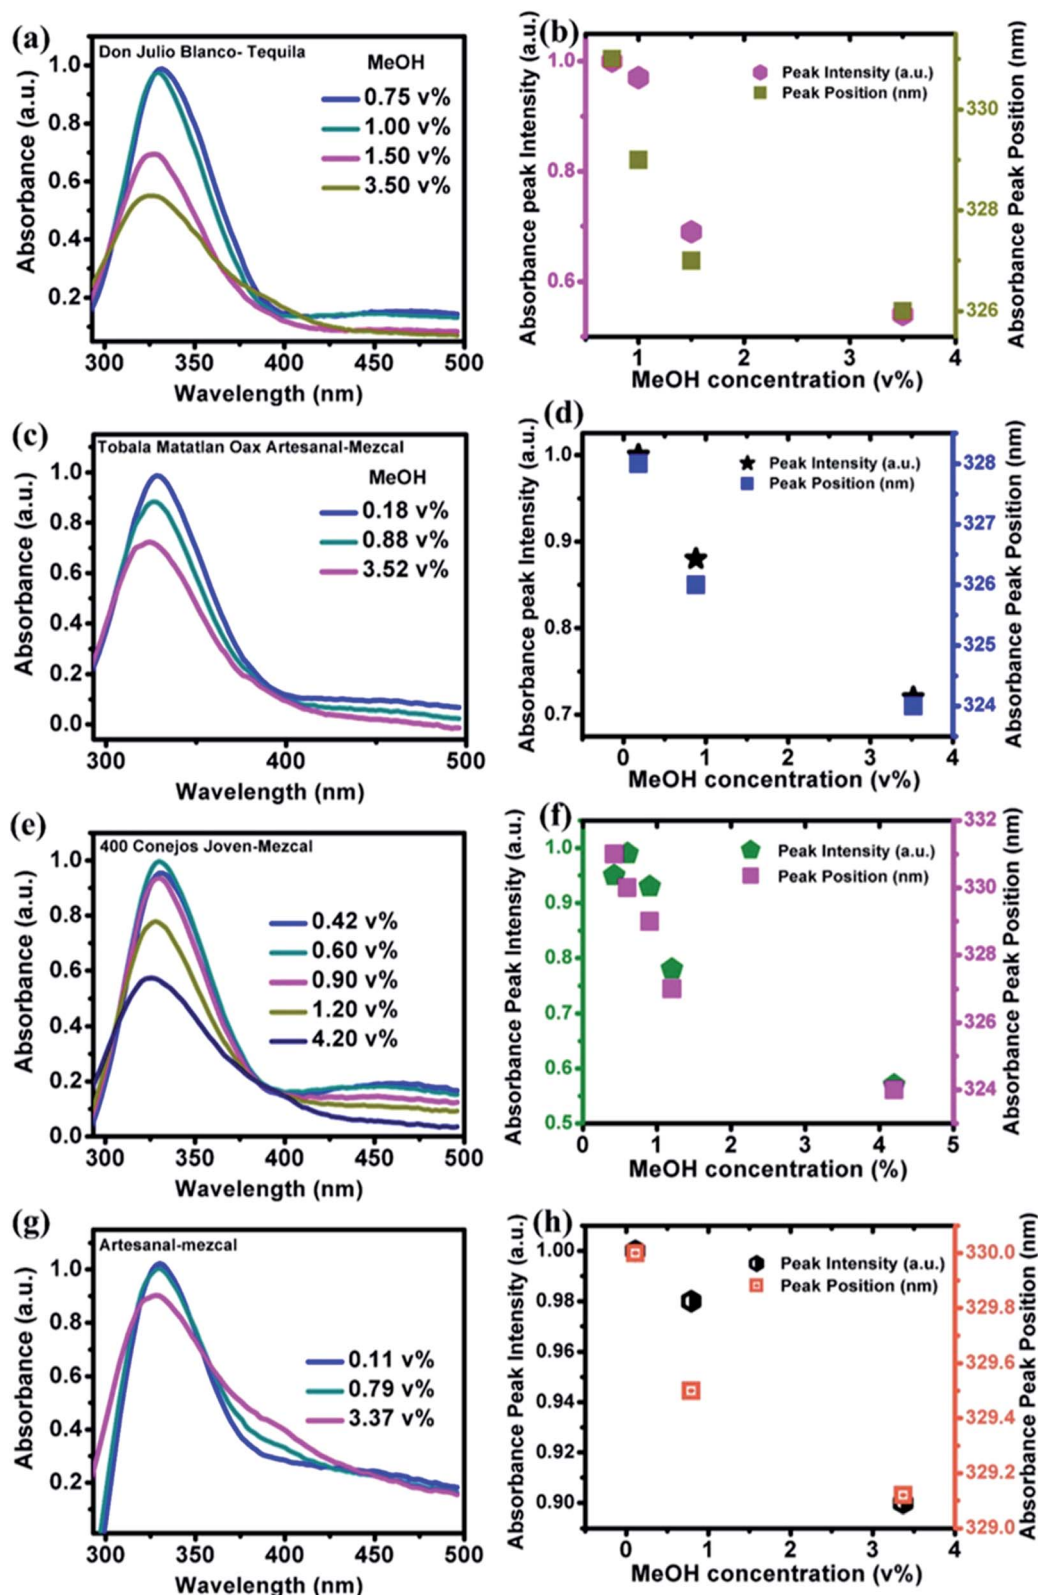 (a)
Don Julio Blanco- Tequila
MeOH
0.75 v%
1.00 v%
1.50 v%
3.50 v%
Absorbance (a.u.)
1.0
0.8
0.6
0.4
0.2
300 350 400 450 500
Wavelength (nm)
(b)
Peak Intensity (a.u.)
Peak Position (nm)
Absorbance peak Intensity (a.u.)
1.0
0.8
0.6
Absorbance Peak Position (nm)
330
328
326
1 2 3 4
MeOH concentration (v%)
(c)
Tobala Matatlan Oax Artesanal-Mezcal
MeOH
0.18 v%
0.88 v%
3.52 v%
Absorbance (a.u.)
1.0
0.8
0.6
0.4
0.2
0.0
300 350 400 450 500
Wavelength (nm)
(d)
Peak Intensity (a.u.)
Peak Position (nm)
Absorbance peak Intensity (a.u.)
1.0
0.9
0.8
0.7
Absorbance Peak Position (nm)
328
327
326
325
324
0 1 2 3 4
MeOH concentration (v%)
(e)
400 Conejos Joven-Mezcal
0.42 v%
0.60 v%
0.90 v%
1.20 v%
4.20 v%
Absorbance (a.u.)
1.0
0.8
0.6
0.4
0.2
0.0
300 350 400 450 500
Wavelength (nm)
(f)
Peak Intensity (a.u.)
Peak Position (nm)
Absorbance Peak Intensity (a.u.)
1.0
0.95
0.9
0.8
0.7
0.6
0.5
Absorbance Peak Position (nm)
332
330
328
326
324
0 1 2 3 4 5
MeOH concentration (%)
(g)
Artesanal-mezcal
0.11 v%
0.79 v%
3.37 v%
Absorbance (a.u.)
1.0
0.8
0.6
0.4
0.2
300 350 400 450 500
Wavelength (nm)
(h)
Peak Intensity (a.u.)
Peak Position (nm)
Absorbance Peak Intensity (a.u.)
1.00
0.98
0.96
0.94
0.92
0.90
Absorbance Peak Position (nm)
330.0
329.8
329.6
329.4
329.2
329.0
0 1 2 3 4
MeOH concentration (v%)